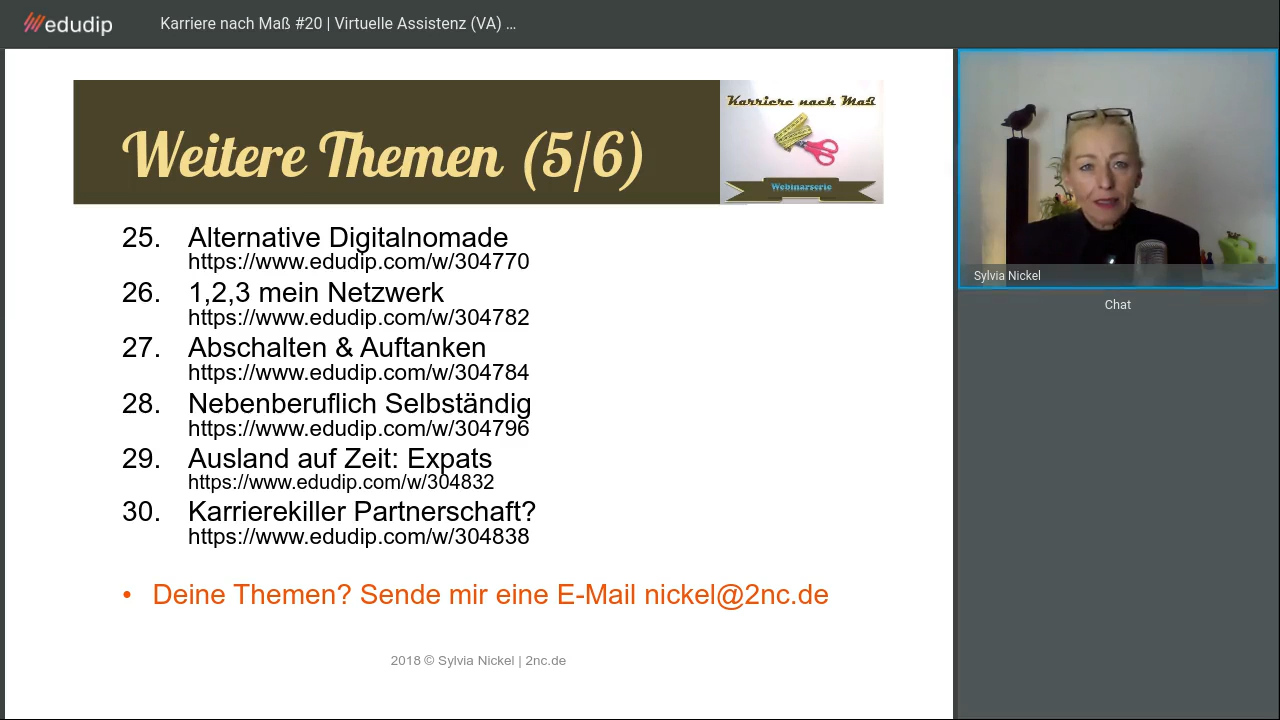 edudip
Karriere nach Maß #20 | Virtuelle Assistenz (VA) …
Weitere Themen (5/6)
Karriere nach Maß
Webinarserie
25. Alternative Digitalnomade
https://www.edudip.com/w/304770
26. 1,2,3 mein Netzwerk
https://www.edudip.com/w/304782
27. Abschalten & Auftanken
https://www.edudip.com/w/304784
28. Nebenberuflich Selbständig
https://www.edudip.com/w/304796
29. Ausland auf Zeit: Expats
https://www.edudip.com/w/304832
30. Karrierekiller Partnerschaft?
https://www.edudip.com/w/304838
• Deine Themen? Sende mir eine E-Mail nickel@2nc.de
2018 © Sylvia Nickel | 2nc.de
Sylvia Nickel
Chat